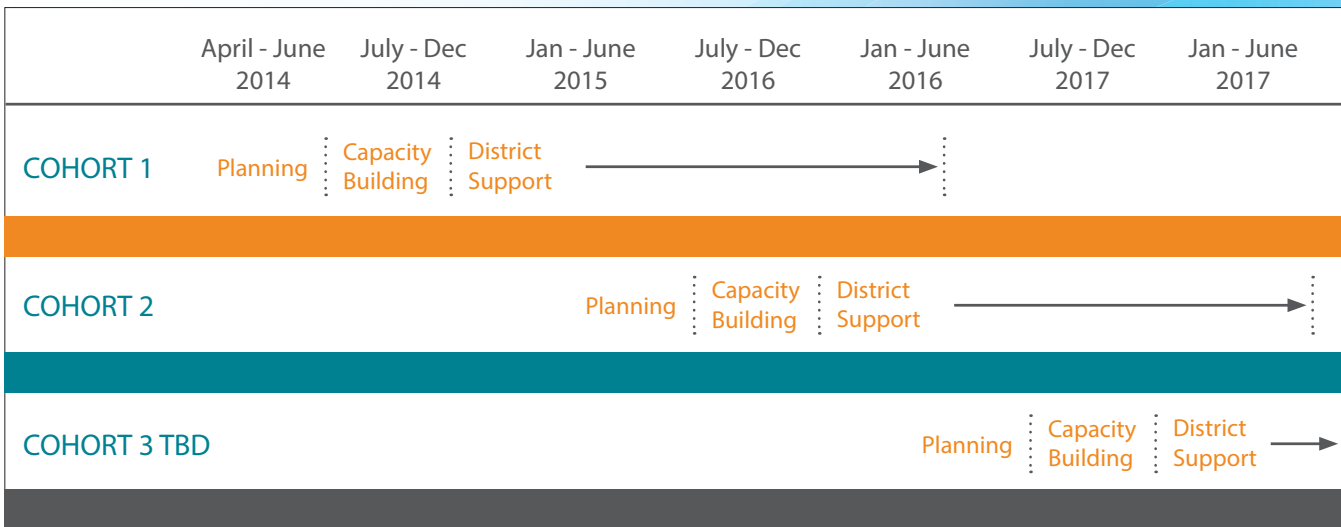 April - June July - Dec Jan - June July - Dec Jan - June July - Dec Jan - June
2014 2014 2015 2016 2016 2017 2017
COHORT 1 Planning Capacity Building District Support
COHORT 2 Planning Capacity Building District Support
COHORT 3 TBD Planning Capacity Building District Support